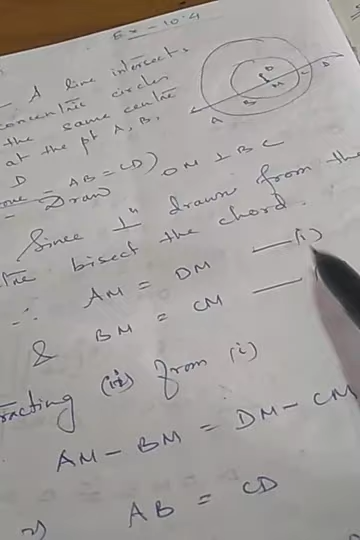 Ex - 10.4
A line intersects
concentric circles
the same centre
at the pt A, B,
D
AB = CD)
Draw OM ⊥ BC
Since ⊥ʳ drawn from the
bisect the chord.
∴ AM = DM — (i)
& BM = CM —
(ii) from (i)
AM - BM = DM - CM
AB = CD
O
A B M C D